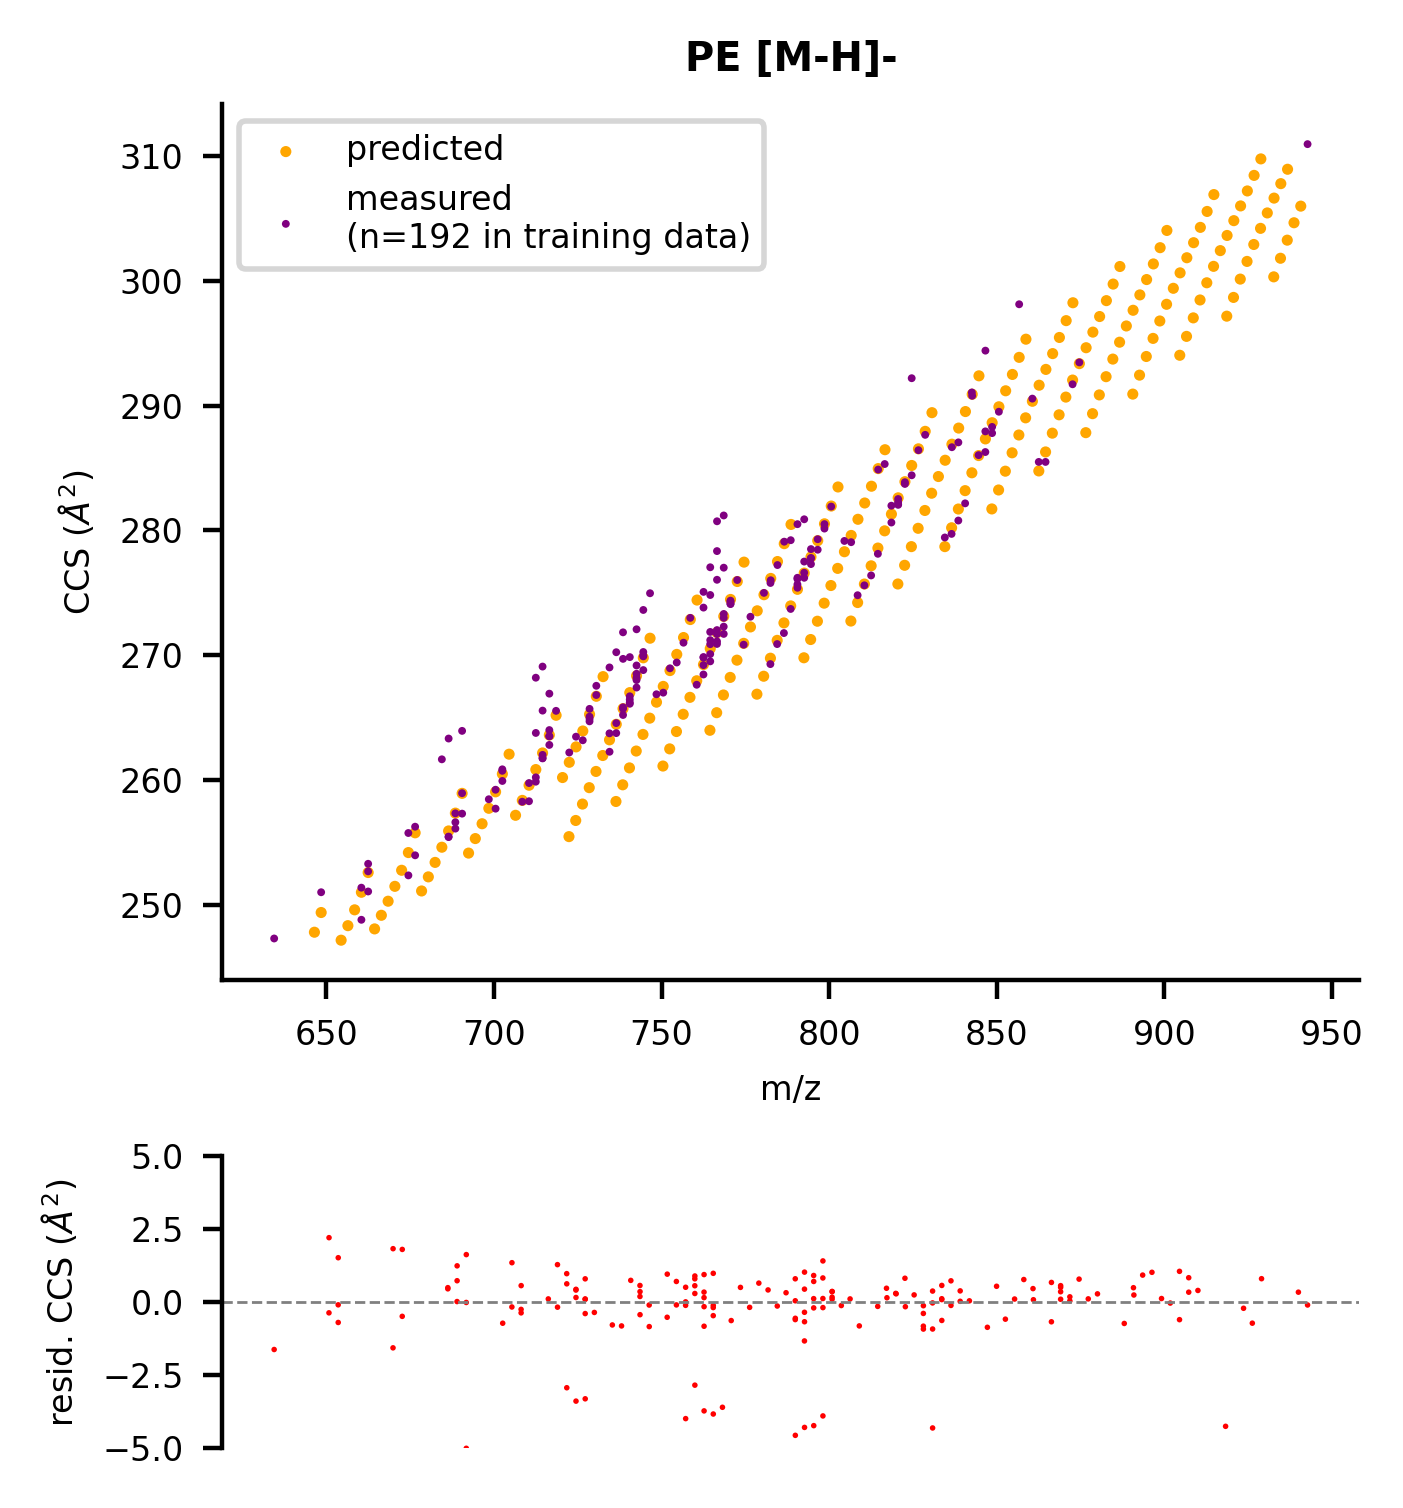 PE [M-H]-
predicted
measured
(n=192 in training data)
310
300
290
280
270
260
250
CCS (Å²)
650 700 750 800 850 900 950
m/z
5.0
2.5
0.0
−2.5
−5.0
resid. CCS (Å²)